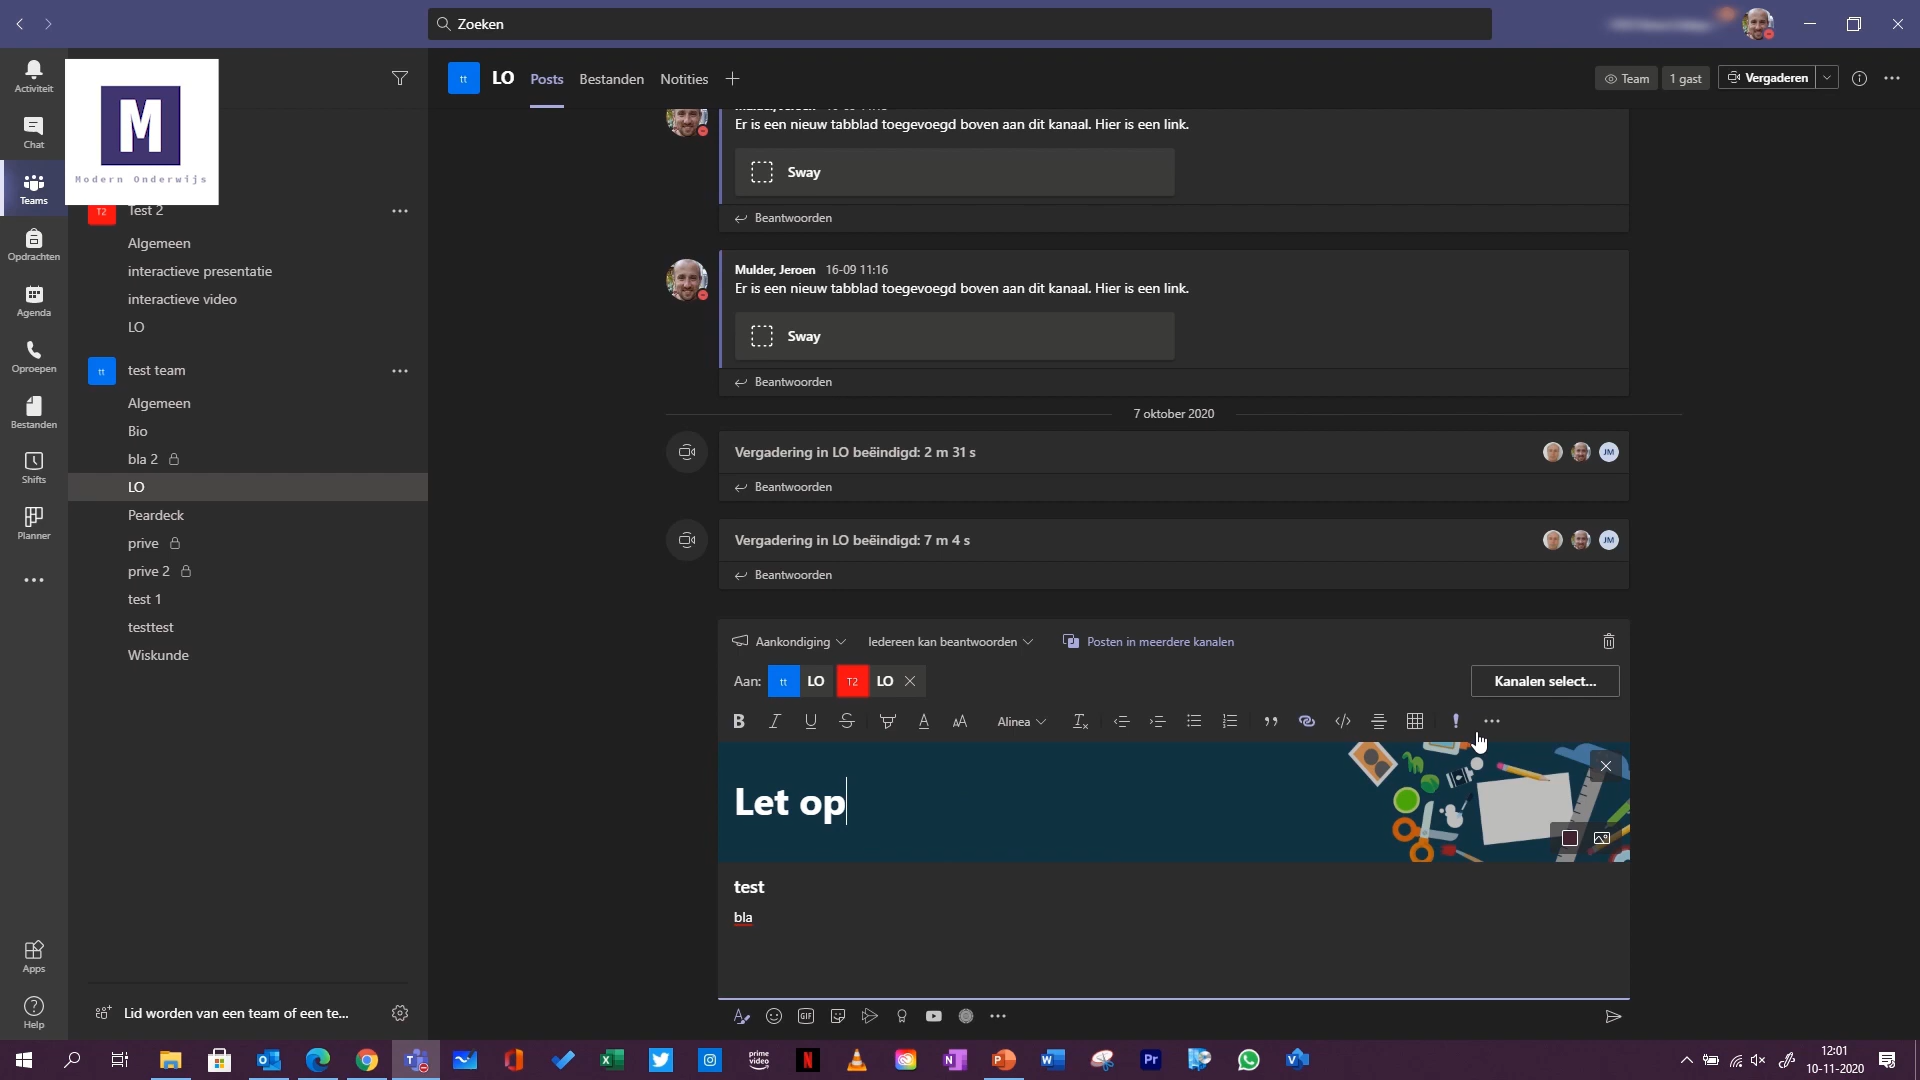 Zoeken
Activiteit
Chat
Teams
Opdrachten
Agenda
Oproepen
Bestanden
Shifts
Planner
Apps
Help
M
Modern Onderwijs
T2 Test 2
Algemeen
interactieve presentatie
interactieve video
LO
tt test team
Algemeen
Bio
bla 2
LO
Peardeck
prive
prive 2
test 1
testtest
Wiskunde
Lid worden van een team of een te...
tt LO Posts Bestanden Notities
Team 1 gast Vergaderen
Er is een nieuw tabblad toegevoegd boven aan dit kanaal. Hier is een link.
Sway
Beantwoorden
Mulder, Jeroen 16-09 11:16
Er is een nieuw tabblad toegevoegd boven aan dit kanaal. Hier is een link.
Sway
Beantwoorden
7 oktober 2020
Vergadering in LO beëindigd: 2 m 31 s JM
Beantwoorden
Vergadering in LO beëindigd: 7 m 4 s JM
Beantwoorden
Aankondiging Iedereen kan beantwoorden Posten in meerdere kanalen
Aan: tt LO T2 LO Kanalen select...
B I U S A AA Alinea
Let op
test
bla
GIF
prime video
12:01
10-11-2020